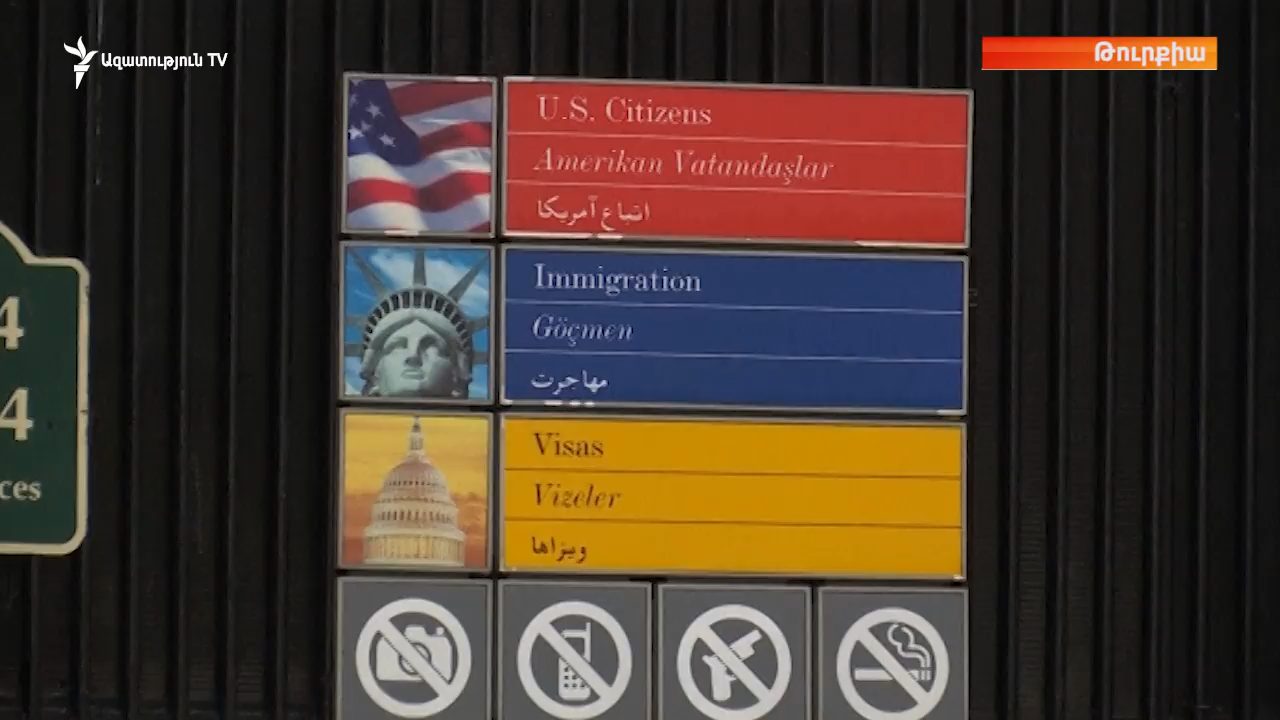 Ազատություն TV
Թուրքիա
U.S. Citizens
Amerikan Vatandaşlar
اتباع آمریکا
Immigration
Göçmen
مهاجرت
Visas
Vizeler
ویزاها
4
4
ces